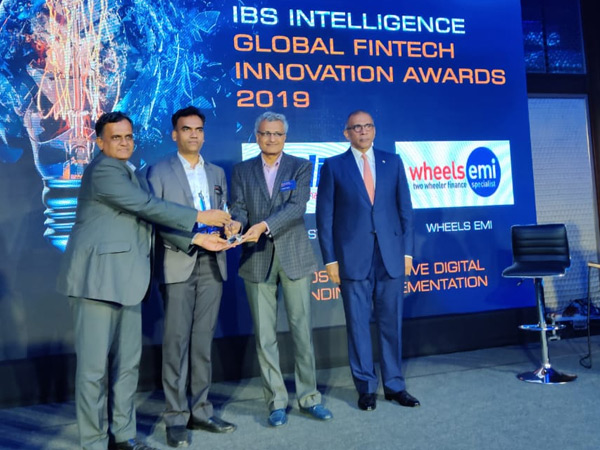 IBS INTELLIGENCE
GLOBAL FINTECH
INNOVATION AWARDS
2019
wheels emi
two wheeler finance
specialist
WHEELS EMI
VE DIGITAL
EMENTATION